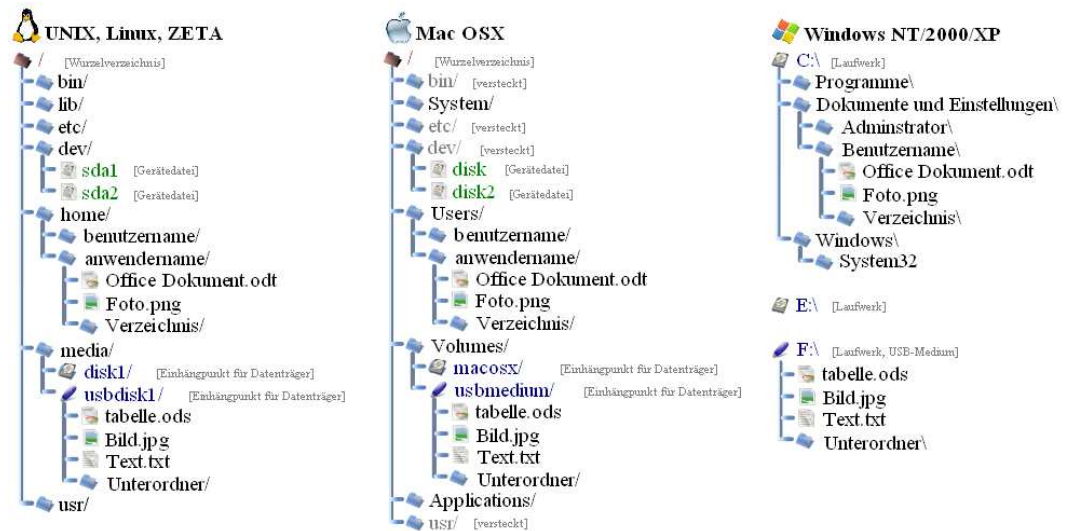 UNIX, Linux, ZETA
/ [Wurzelverzeichnis]
bin/
lib/
etc/
dev/
sda1 [Gerätedatei]
sda2 [Gerätedatei]
home/
benutzername/
anwendername/
Office Dokument.odt
Foto.png
Verzeichnis/
media/
disk1/ [Einhängpunkt für Datenträger]
usbdisk1/ [Einhängpunkt für Datenträger]
tabelle.ods
Bild.jpg
Text.txt
Unterordner/
usr/
Mac OSX
/ [Wurzelverzeichnis]
bin/ [versteckt]
System/
etc/ [versteckt]
dev/ [versteckt]
disk [Gerätedatei]
disk2 [Gerätedatei]
Users/
benutzername/
anwendername/
Office Dokument.odt
Foto.png
Verzeichnis/
Volumes/
macosx/ [Einhängpunkt für Datenträger]
usbmedium/ [Einhängpunkt für Datenträger]
tabelle.ods
Bild.jpg
Text.txt
Unterordner/
Applications/
usr/ [versteckt]
Windows NT/2000/XP
C:\ [Laufwerk]
Programme\
Dokumente und Einstellungen\
Adminstrator\
Benutzername\
Office Dokument.odt
Foto.png
Verzeichnis\
Windows\
System32
E:\ [Laufwerk]
F:\ [Laufwerk, USB-Medium]
tabelle.ods
Bild.jpg
Text.txt
Unterordner\